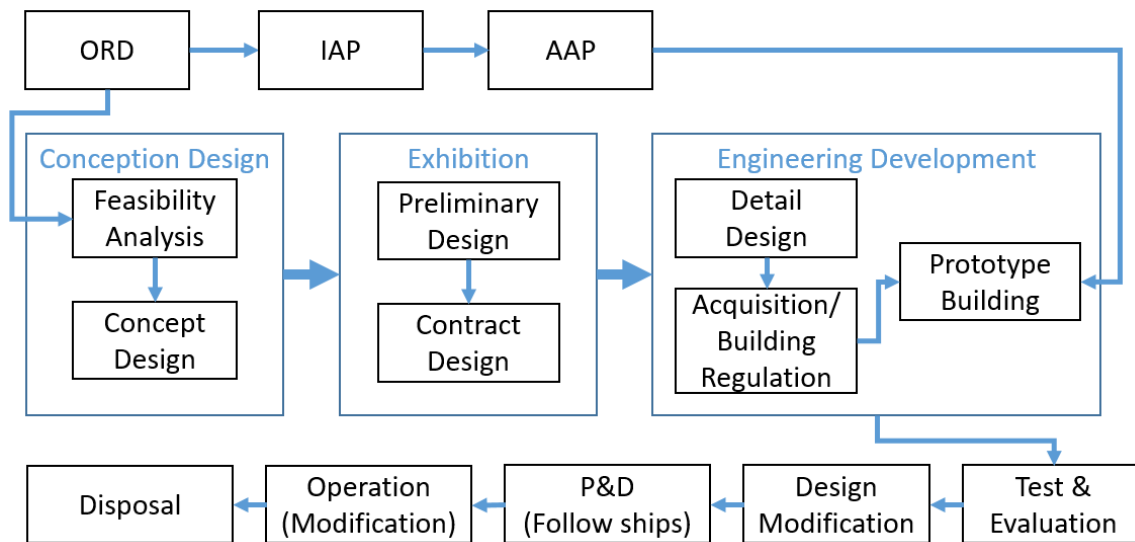 ORD
IAP
AAP
Conception Design
Feasibility
Analysis
Concept
Design
Exhibition
Preliminary
Design
Contract
Design
Engineering Development
Detail
Design
Acquisition/
Building
Regulation
Prototype
Building
Disposal
Operation
(Modification)
P&D
(Follow ships)
Design
Modification
Test &
Evaluation